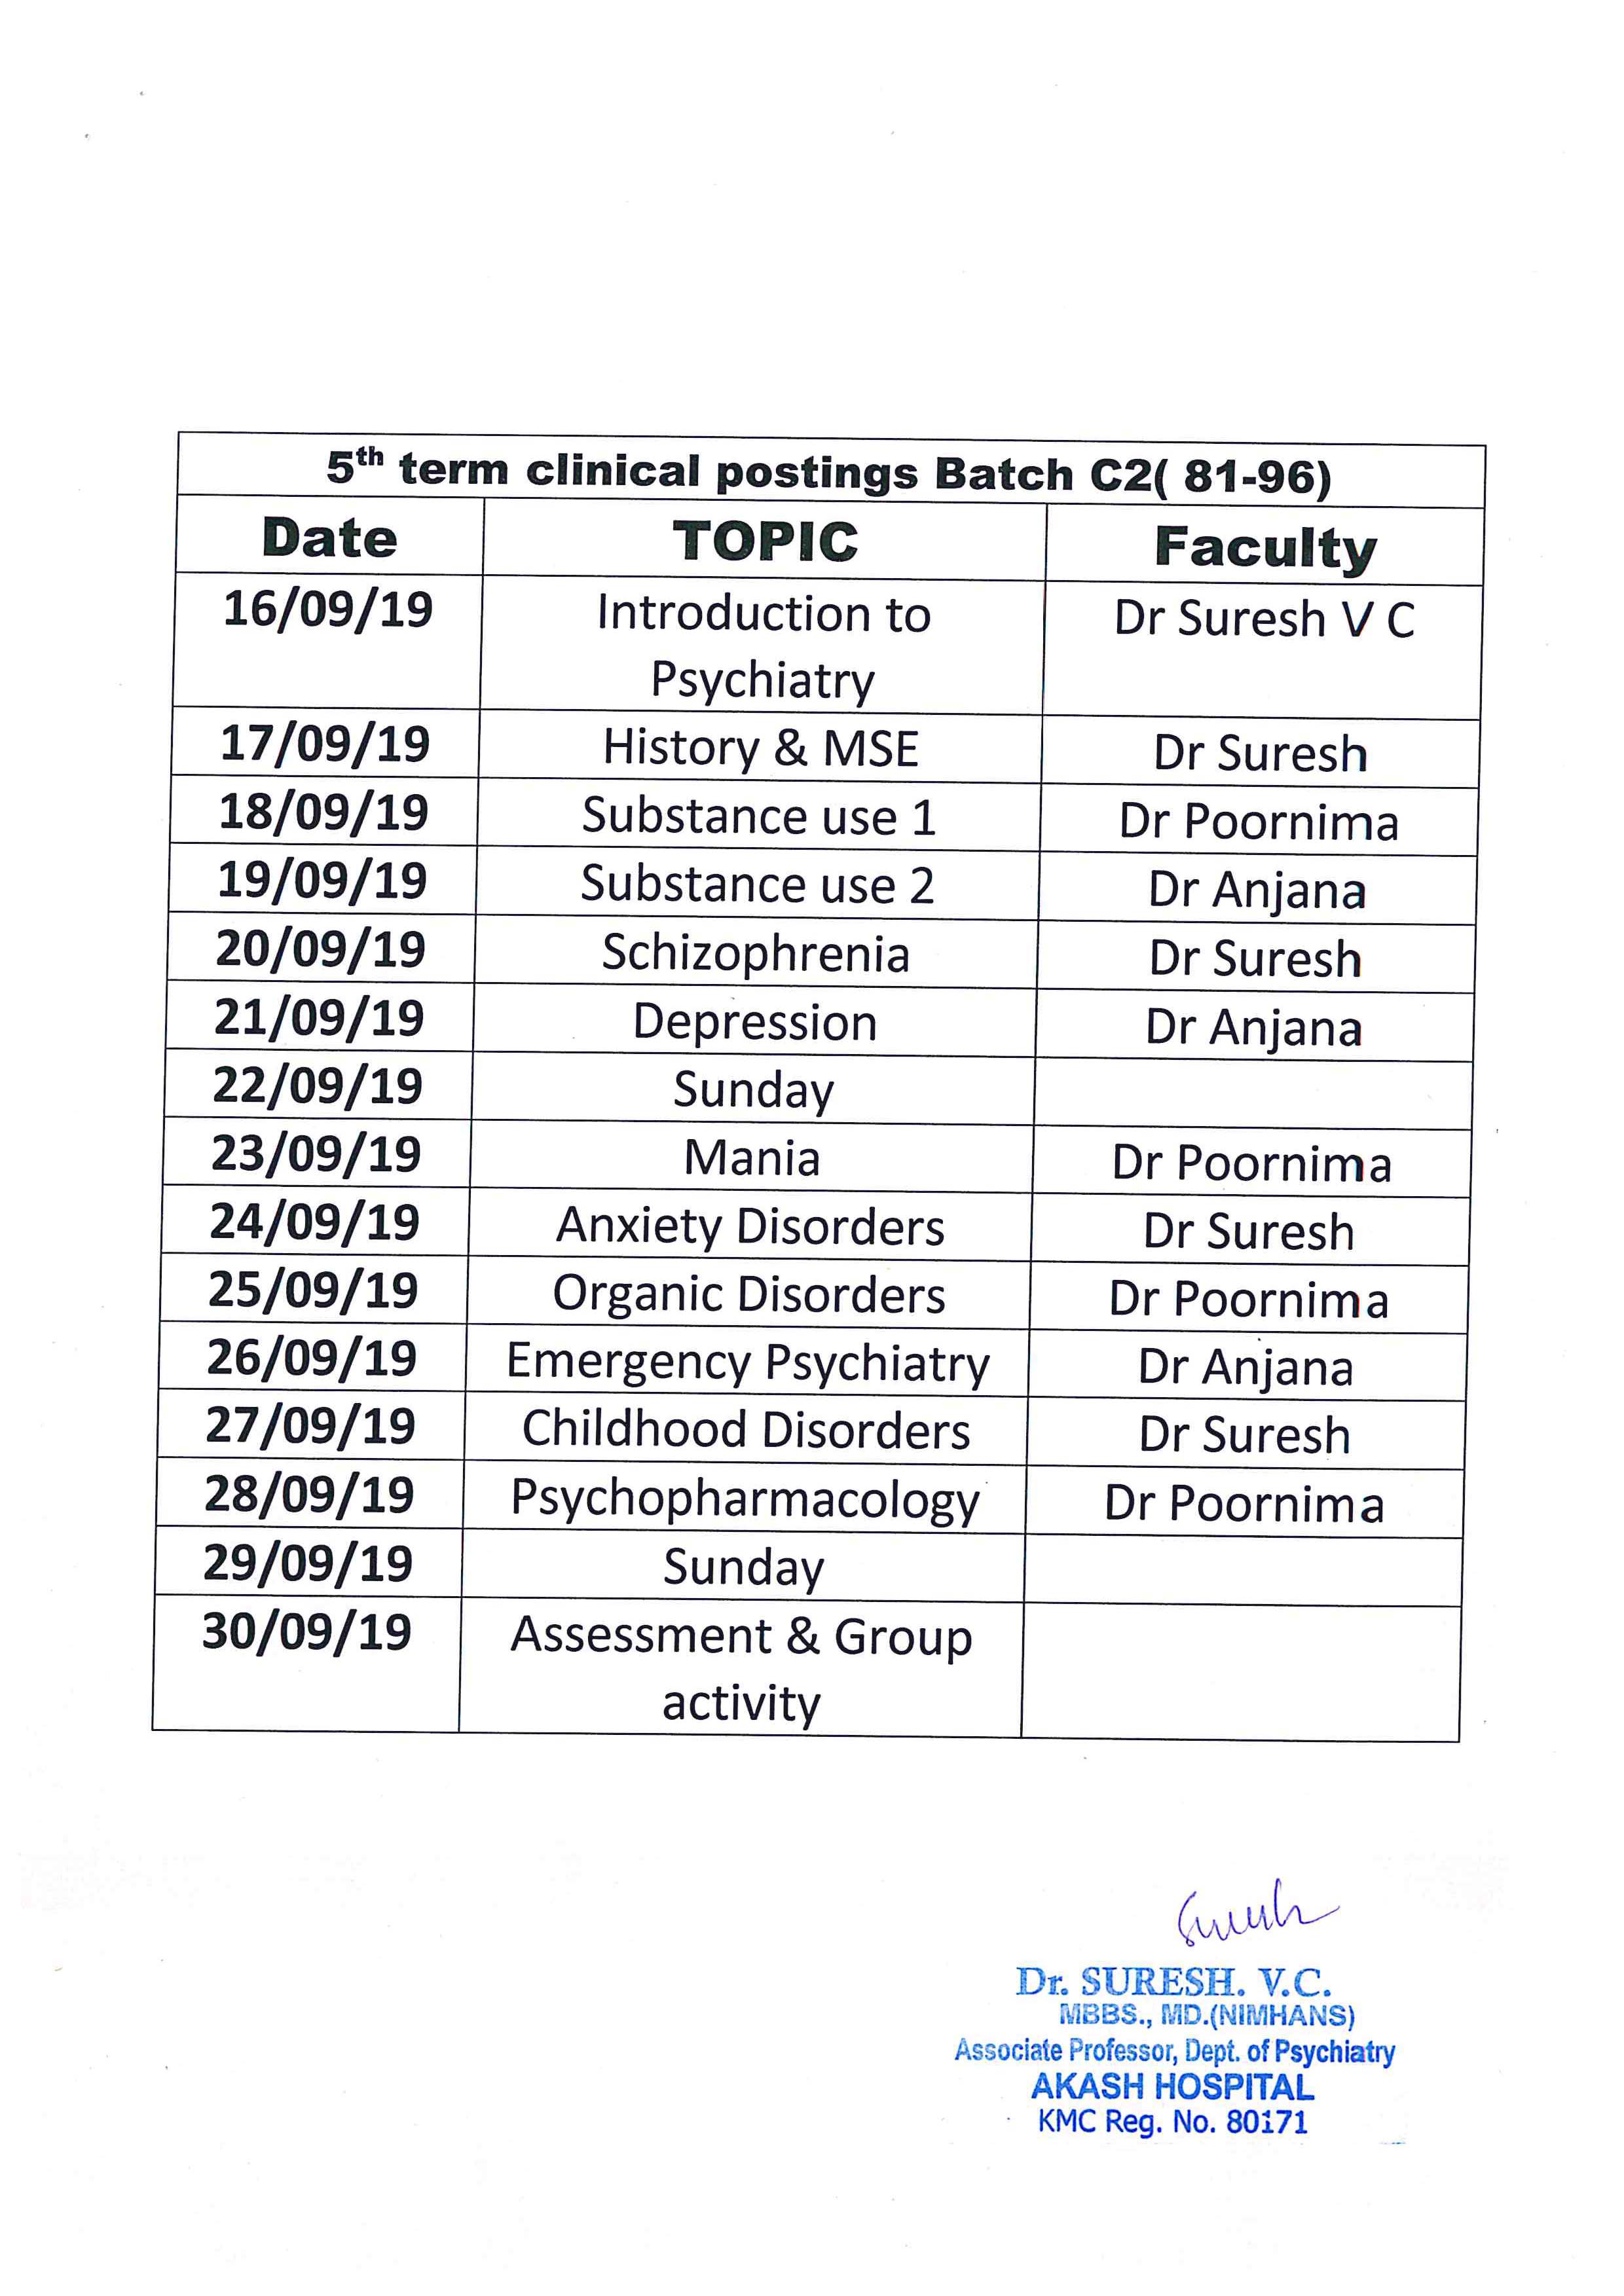 5th term clinical postings Batch C2( 81-96)
Date TOPIC Faculty
16/09/19 Introduction to Dr Suresh V C
Psychiatry
17/09/19 History & MSE Dr Suresh
18/09/19 Substance use 1 Dr Poornima
19/09/19 Substance use 2 Dr Anjana
20/09/19 Schizophrenia Dr Suresh
21/09/19 Depression Dr Anjana
22/09/19 Sunday
23/09/19 Mania Dr Poornima
24/09/19 Anxiety Disorders Dr Suresh
25/09/19 Organic Disorders Dr Poornima
26/09/19 Emergency Psychiatry Dr Anjana
27/09/19 Childhood Disorders Dr Suresh
28/09/19 Psychopharmacology Dr Poornima
29/09/19 Sunday
30/09/19 Assessment & Group
activity
Suresh
Dr. SURESH. V.C.
MBBS., MD.(NIMHANS)
Associate Professor, Dept. of Psychiatry
AKASH HOSPITAL
KMC Reg. No. 80171